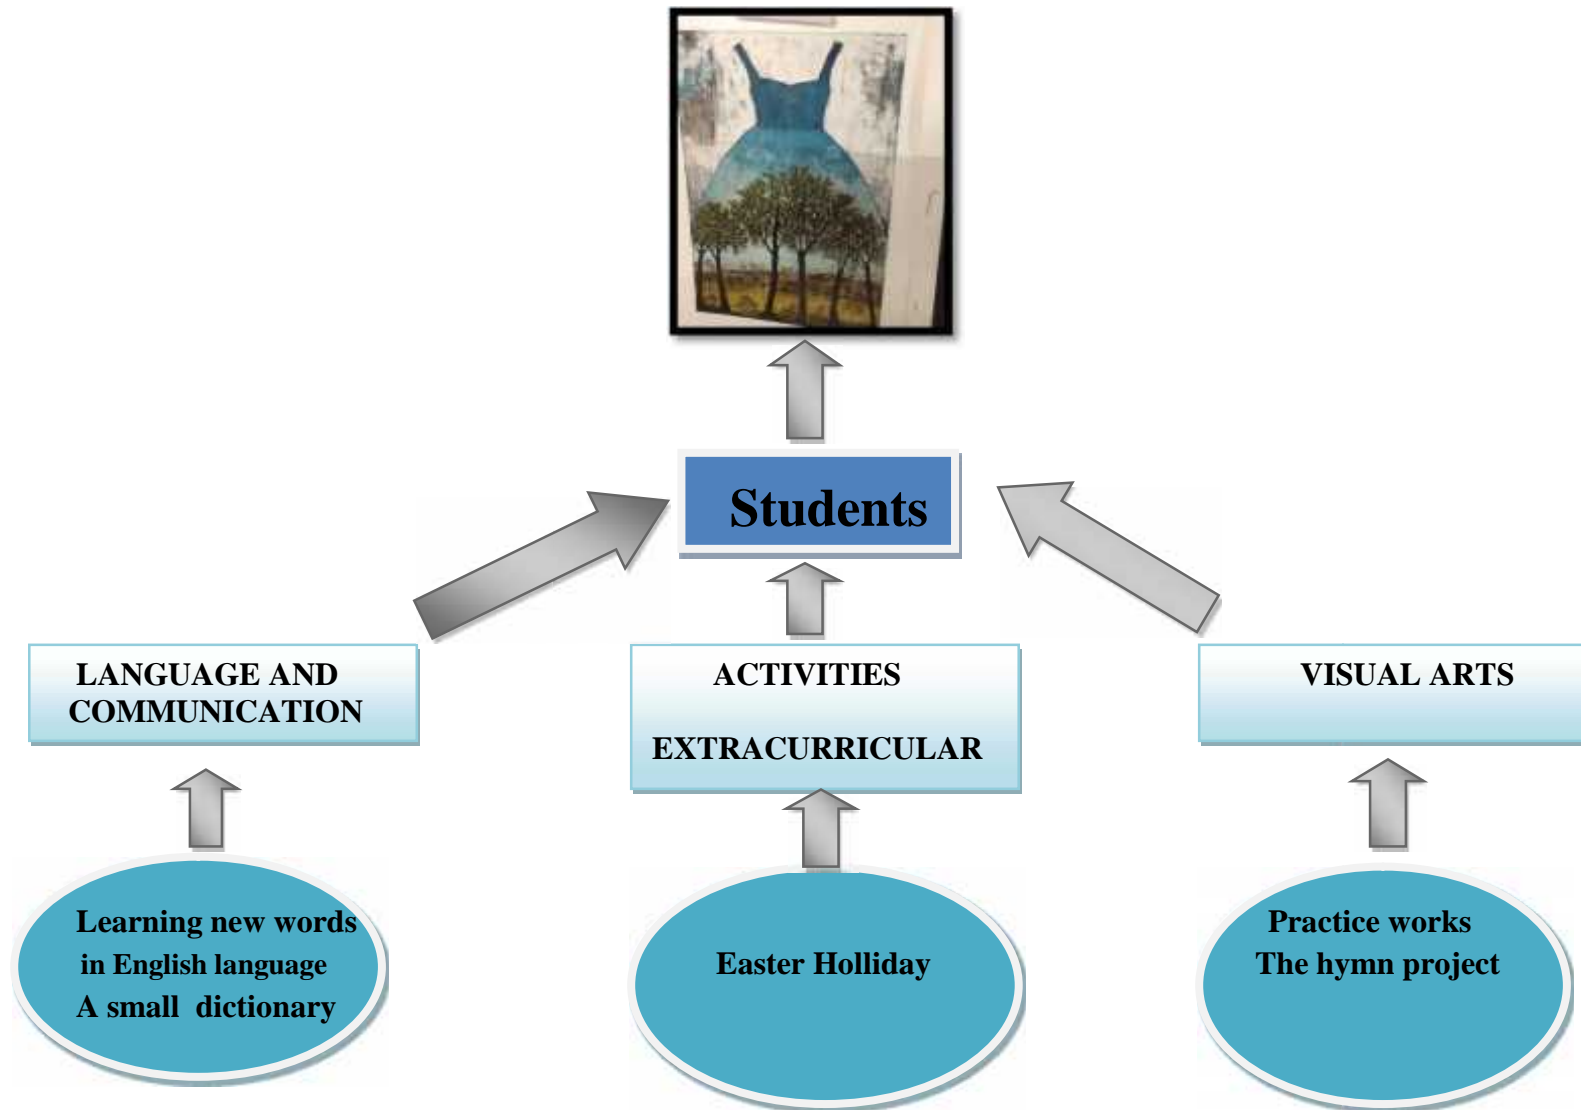 Students
LANGUAGE AND
COMMUNICATION
ACTIVITIES
EXTRACURRICULAR
VISUAL ARTS
Learning new words
in English language
A small dictionary
Easter Holliday
Practice works
The hymn project